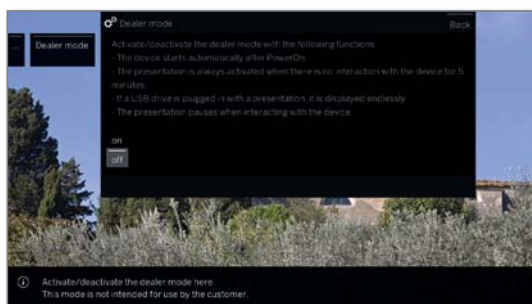 Dealer mode
Back
...
Dealer mode
Activate/deactivate the dealer mode with the following functions
- The device starts automatically after PowerOn.
- The presentation is always activated when there is no interaction with the device for 5
minutes.
- If a USB drive is plugged in with a presentation, it is displayed endlessly
- The presentation pauses when interacting with the device.
on
off
Activate/deactivate the dealer mode here.
This mode is not intended for use by the customer.